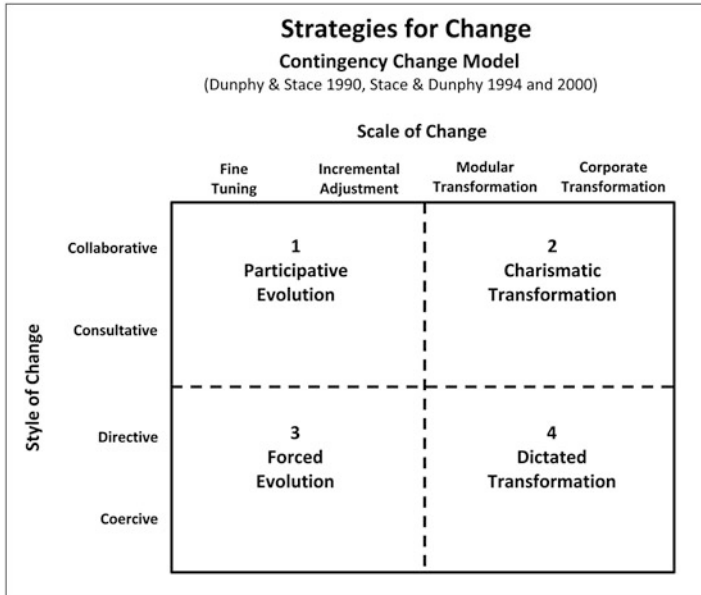 Strategies for Change
Contingency Change Model
(Dunphy & Stace 1990, Stace & Dunphy 1994 and 2000)
Scale of Change
Fine
Tuning
Incremental
Adjustment
Modular
Transformation
Corporate
Transformation
Style of Change
Collaborative
Consultative
Directive
Coercive
1
Participative
Evolution
2
Charismatic
Transformation
3
Forced
Evolution
4
Dictated
Transformation